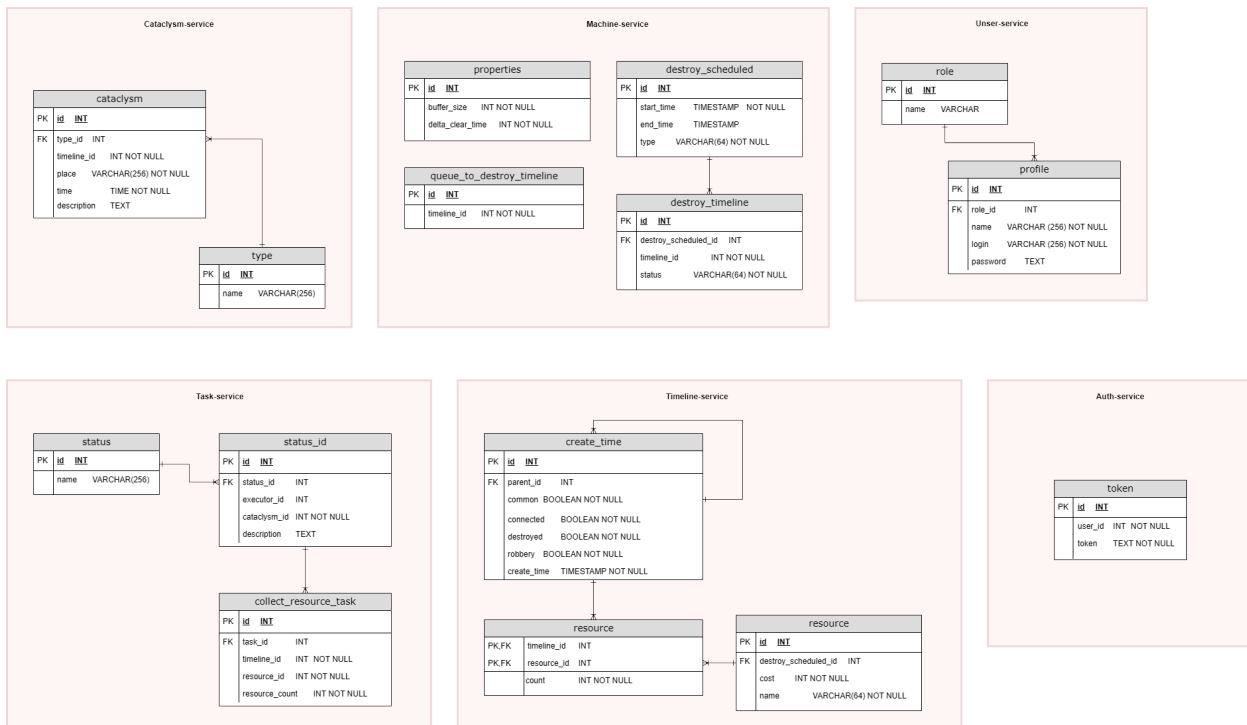 Cataclysm-service
cataclysm
PK id INT
FK type_id INT
timeline_id INT NOT NULL
place VARCHAR(256) NOT NULL
time TIME NOT NULL
description TEXT
type
PK id INT
name VARCHAR(256)
Machine-service
properties
PK id INT
buffer_size INT NOT NULL
delta_clear_time INT NOT NULL
queue_to_destroy_timeline
PK id INT
timeline_id INT NOT NULL
destroy_scheduled
PK id INT
start_time TIMESTAMP NOT NULL
end_time TIMESTAMP
type VARCHAR(64) NOT NULL
destroy_timeline
PK id INT
FK destroy_scheduled_id INT
timeline_id INT NOT NULL
status VARCHAR(64) NOT NULL
Unser-service
role
PK id INT
name VARCHAR
profile
PK id INT
FK role_id INT
name VARCHAR (256) NOT NULL
login VARCHAR (256) NOT NULL
password TEXT
Task-service
status
PK id INT
name VARCHAR(256)
status_id
PK id INT
FK status_id INT
executor_id INT
cataclysm_id INT NOT NULL
description TEXT
collect_resource_task
PK id INT
FK task_id INT
timeline_id INT NOT NULL
resource_id INT NOT NULL
resource_count INT NOT NULL
Timeline-service
create_time
PK id INT
FK parent_id INT
common BOOLEAN NOT NULL
connected BOOLEAN NOT NULL
destroyed BOOLEAN NOT NULL
robbery BOOLEAN NOT NULL
create_time TIMESTAMP NOT NULL
resource
PK,FK timeline_id INT
PK,FK resource_id INT
count INT NOT NULL
resource
PK id INT
FK destroy_scheduled_id INT
cost INT NOT NULL
name VARCHAR(64) NOT NULL
Auth-service
token
PK id INT
user_id INT NOT NULL
token TEXT NOT NULL